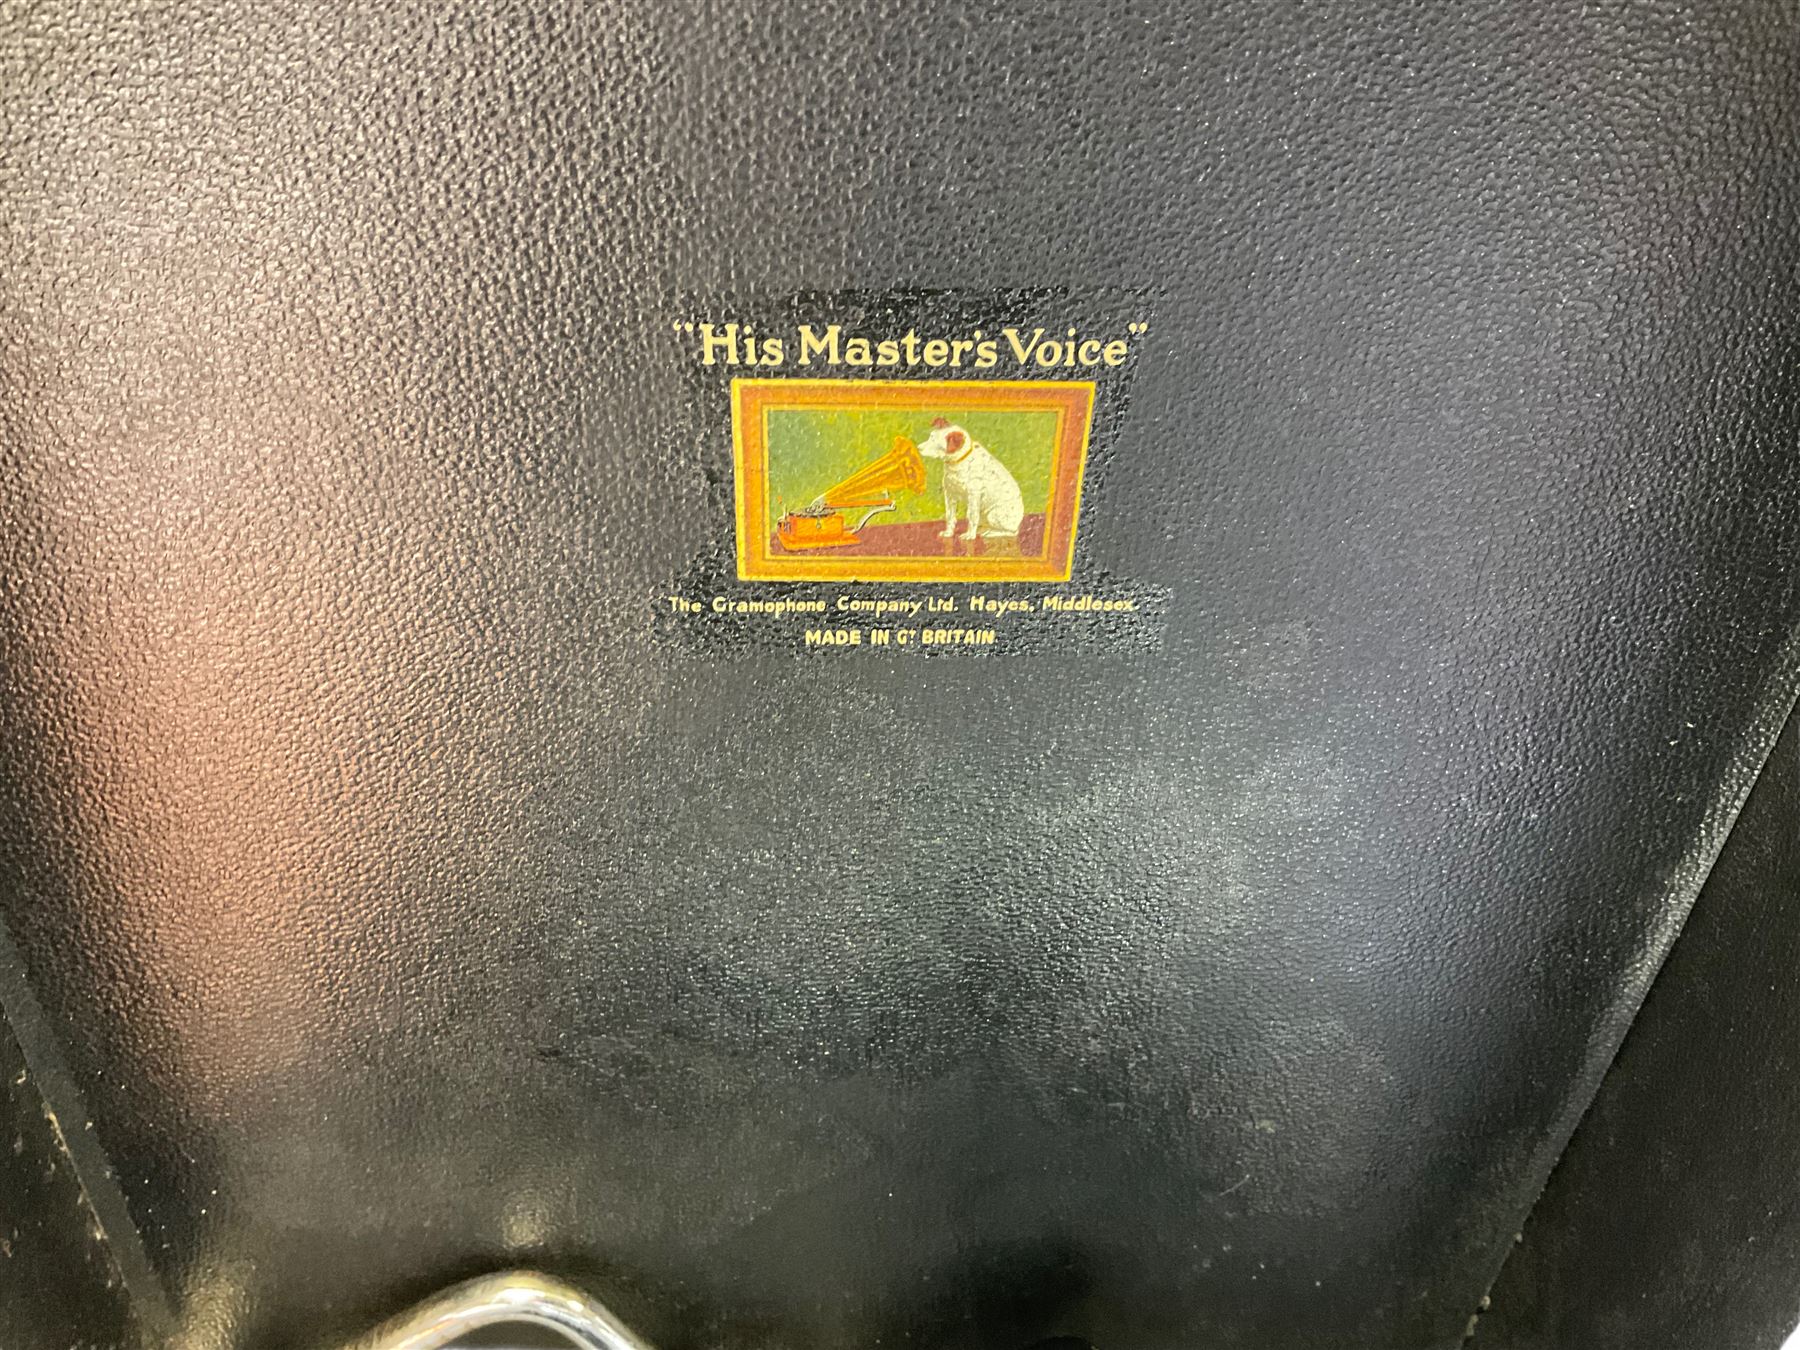 "His Master's Voice"
The Gramophone Company Ltd. Hayes, Middlesex.
MADE IN GT BRITAIN